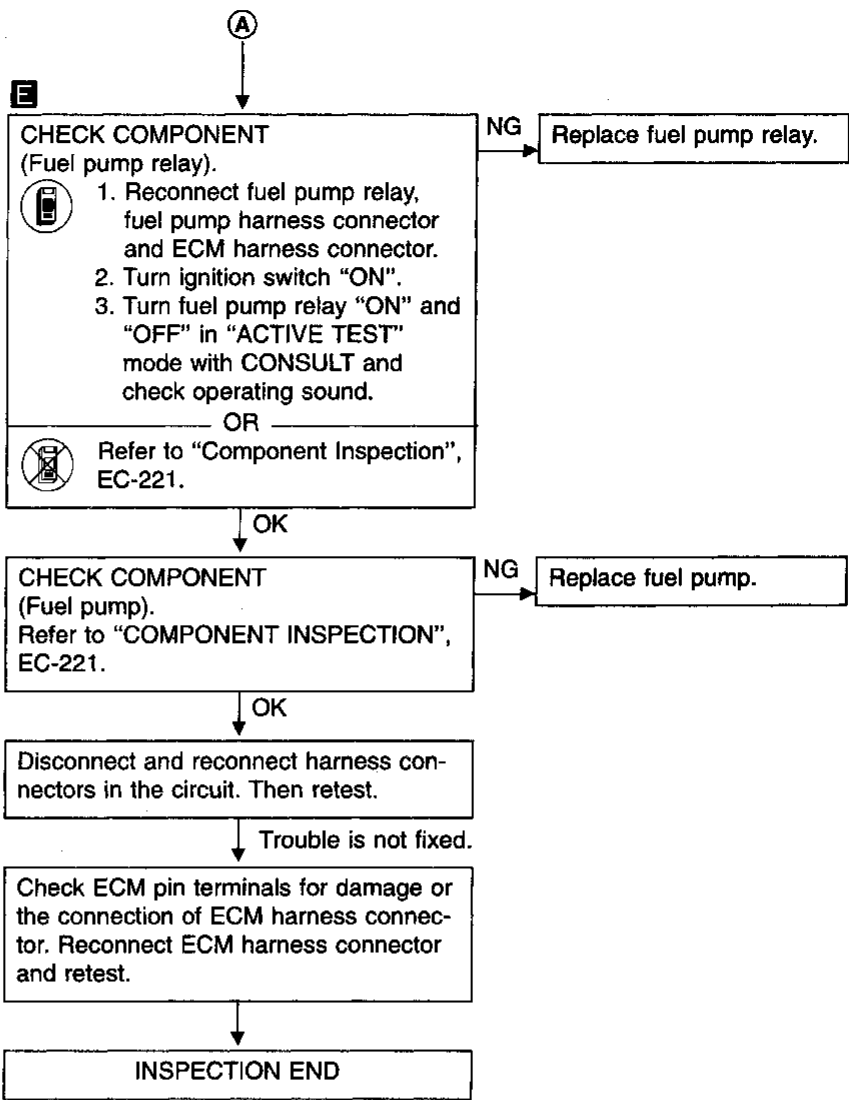 A
E
CHECK COMPONENT
(Fuel pump relay).
1. Reconnect fuel pump relay,
fuel pump harness connector
and ECM harness connector.
2. Turn ignition switch “ON”.
3. Turn fuel pump relay “ON” and
“OFF” in “ACTIVE TEST”
mode with CONSULT and
check operating sound.
OR
Refer to “Component Inspection”,
EC-221.
NG
Replace fuel pump relay.
OK
CHECK COMPONENT
(Fuel pump).
Refer to “COMPONENT INSPECTION”,
EC-221.
NG
Replace fuel pump.
OK
Disconnect and reconnect harness con-
nectors in the circuit. Then retest.
Trouble is not fixed.
Check ECM pin terminals for damage or
the connection of ECM harness connec-
tor. Reconnect ECM harness connector
and retest.
INSPECTION END